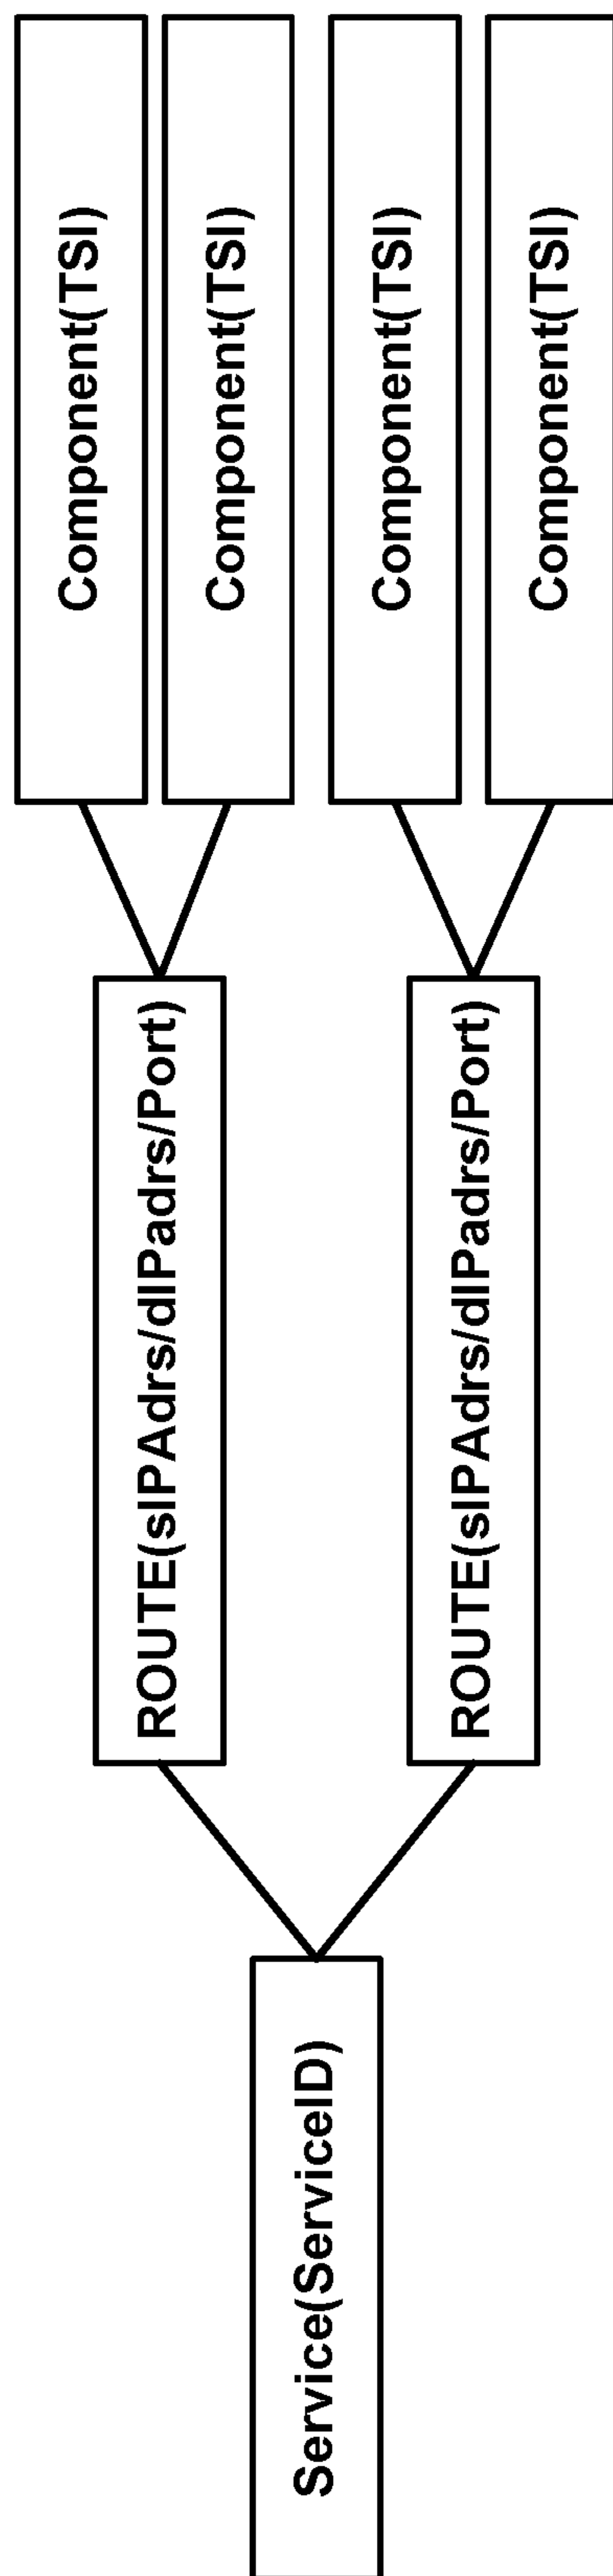 Service(ServiceID)
ROUTE(sIPAdrs/dIPadrs/Port)
ROUTE(sIPAdrs/dIPadrs/Port)
Component(TSI)
Component(TSI)
Component(TSI)
Component(TSI)